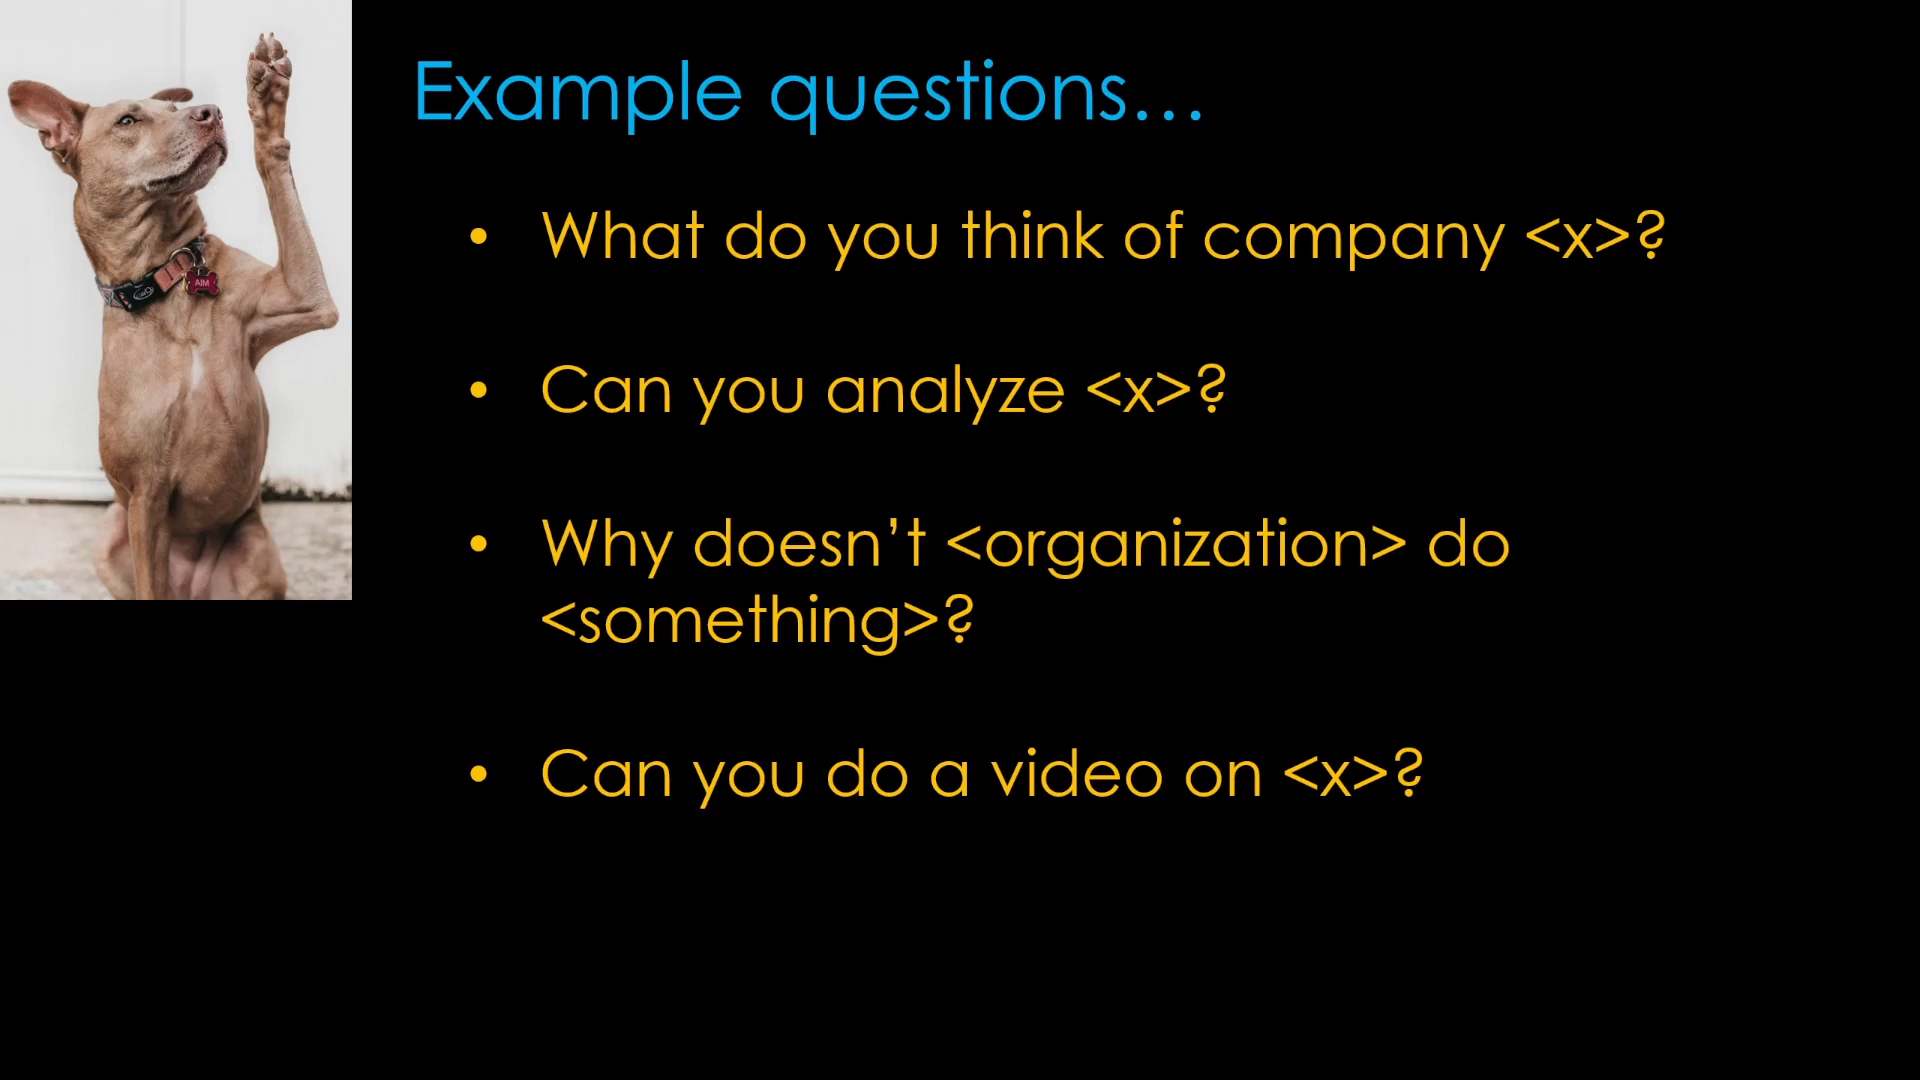 Example questions…
• What do you think of company <x>?
• Can you analyze <x>?
• Why doesn’t <organization> do
<something>?
• Can you do a video on <x>?
AIM